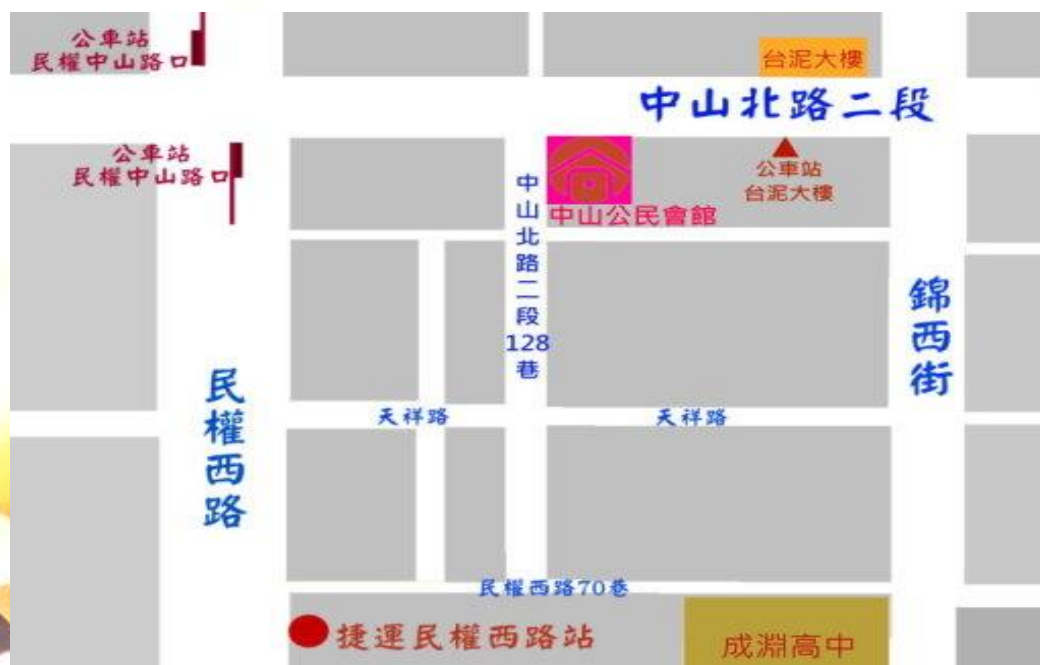 公車站
民權中山路口
台泥大樓
中山北路二段
公車站
民權中山路口
公車站
台泥大樓
中山公民會館
中山北路二段128巷
錦西街
民權西路
天祥路
天祥路
民權西路70巷
捷運民權西路站
成淵高中